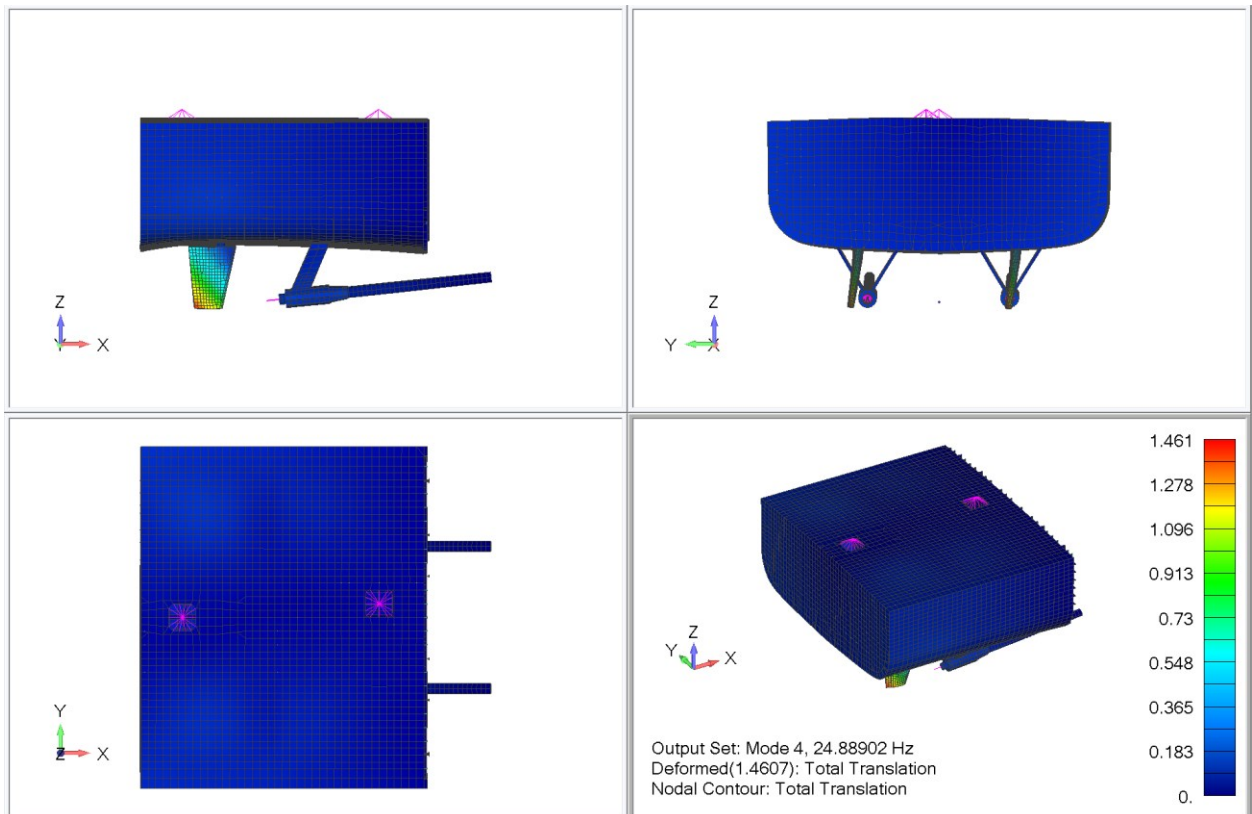 Z
Y X
Z
Y X
Y
Z X
Z
Y X
1.461
1.278
1.096
0.913
0.73
0.548
0.365
0.183
0.
Output Set: Mode 4, 24.88902 Hz
Deformed(1.4607): Total Translation
Nodal Contour: Total Translation